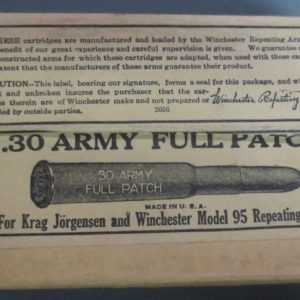 THESE cartridges are manufactured and loaded by the Winchester Repeating Arm
benefit of our great experience and careful supervision is given. We guarantee
constructed arms for which these cartridges are adapted, when used with these car
extent that the manufacturers of these arms guarantee their product.
CAUTION—This label, bearing our signature, forms a seal for this package, and wh
t and unbroken insures the purchaser that the car-
es therein are of Winchester make and not prepared or
ded by outside parties.
Winchester Repeating
2656
.30 ARMY FULL PATC
.30 ARMY
FULL PATCH
MADE IN U.S.A.
For Krag Jörgensen and Winchester Model 95 Repeating